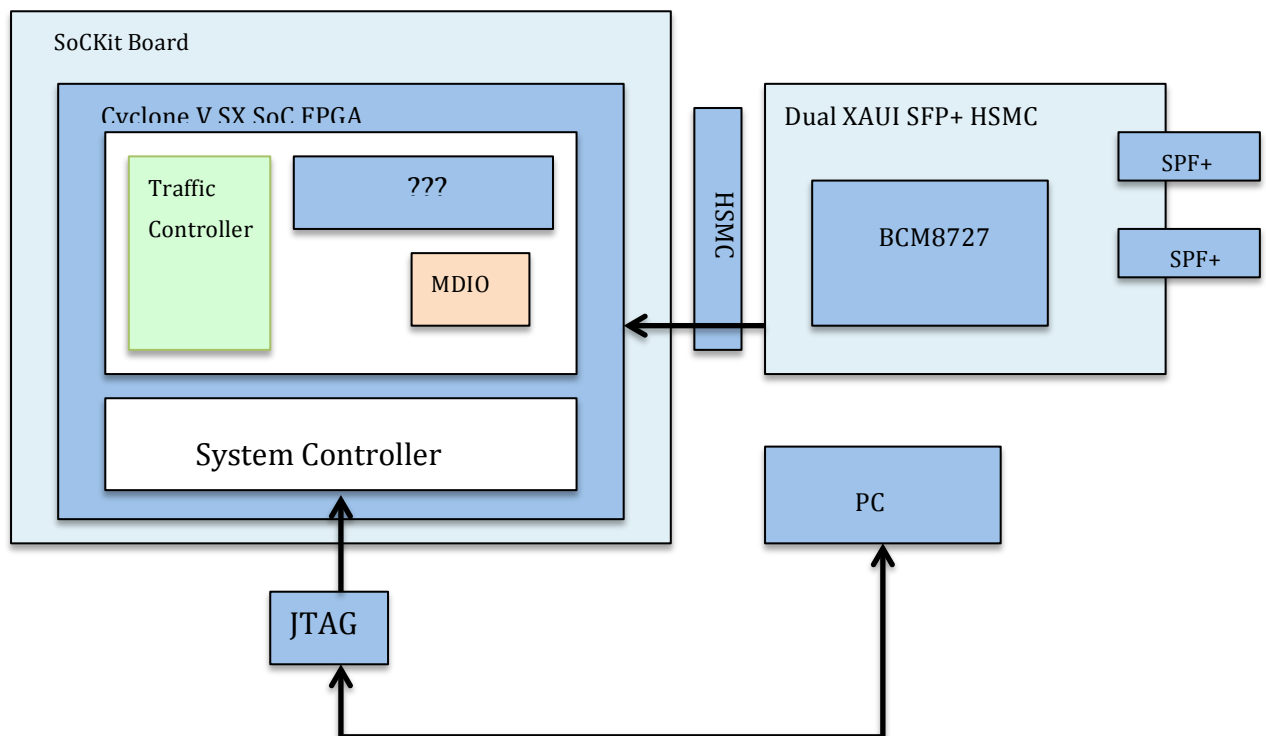 SoCKit Board
Cyclone V SX SoC FPGA
Traffic
Controller
???
MDIO
System Controller
HSMC
Dual XAUI SFP+ HSMC
BCM8727
SPF+
SPF+
PC
JTAG